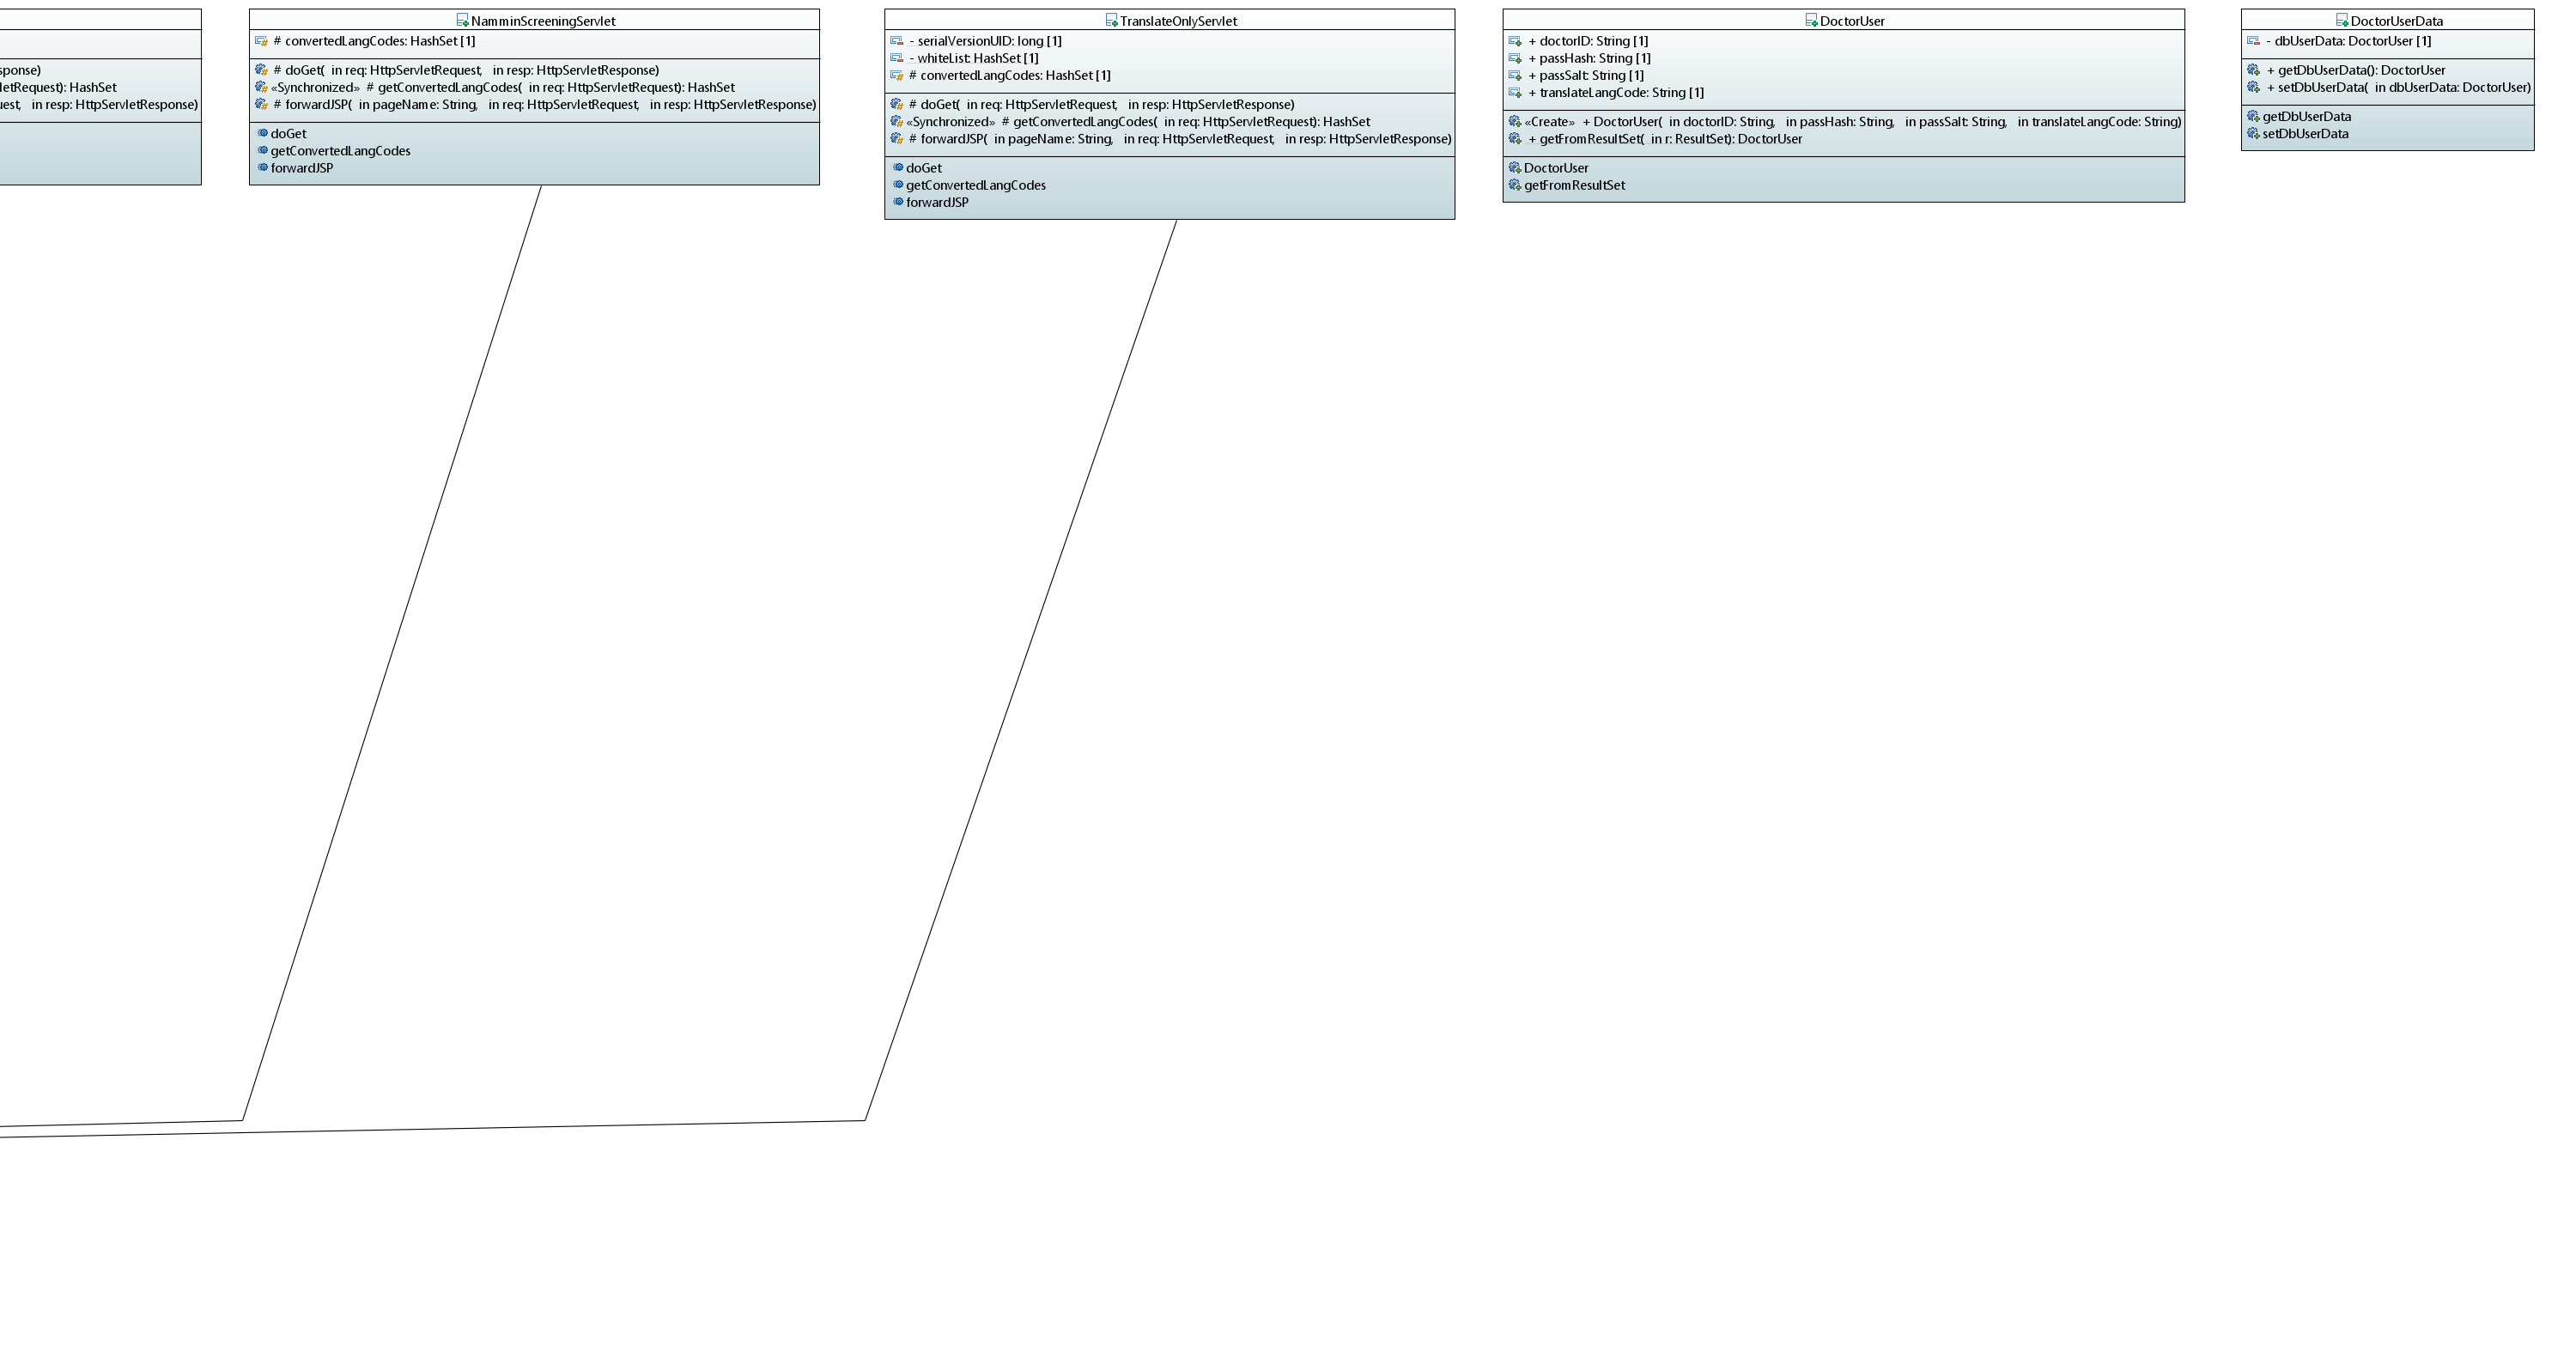 sponse)
letRequest): HashSet
uest, in resp: HttpServletResponse)
NamminScreeningServlet
# convertedLangCodes: HashSet [1]
# doGet( in req: HttpServletRequest, in resp: HttpServletResponse)
«Synchronized» # getConvertedLangCodes( in req: HttpServletRequest): HashSet
# forwardJSP( in pageName: String, in req: HttpServletRequest, in resp: HttpServletResponse)
doGet
getConvertedLangCodes
forwardJSP
TranslateOnlyServlet
- serialVersionUID: long [1]
- whiteList: HashSet [1]
# convertedLangCodes: HashSet [1]
# doGet( in req: HttpServletRequest, in resp: HttpServletResponse)
«Synchronized» # getConvertedLangCodes( in req: HttpServletRequest): HashSet
# forwardJSP( in pageName: String, in req: HttpServletRequest, in resp: HttpServletResponse)
doGet
getConvertedLangCodes
forwardJSP
DoctorUser
+ doctorID: String [1]
+ passHash: String [1]
+ passSalt: String [1]
+ translateLangCode: String [1]
«Create» + DoctorUser( in doctorID: String, in passHash: String, in passSalt: String, in translateLangCode: String)
+ getFromResultSet( in r: ResultSet): DoctorUser
DoctorUser
getFromResultSet
DoctorUserData
- dbUserData: DoctorUser [1]
+ getDbUserData(): DoctorUser
+ setDbUserData( in dbUserData: DoctorUser)
getDbUserData
setDbUserData